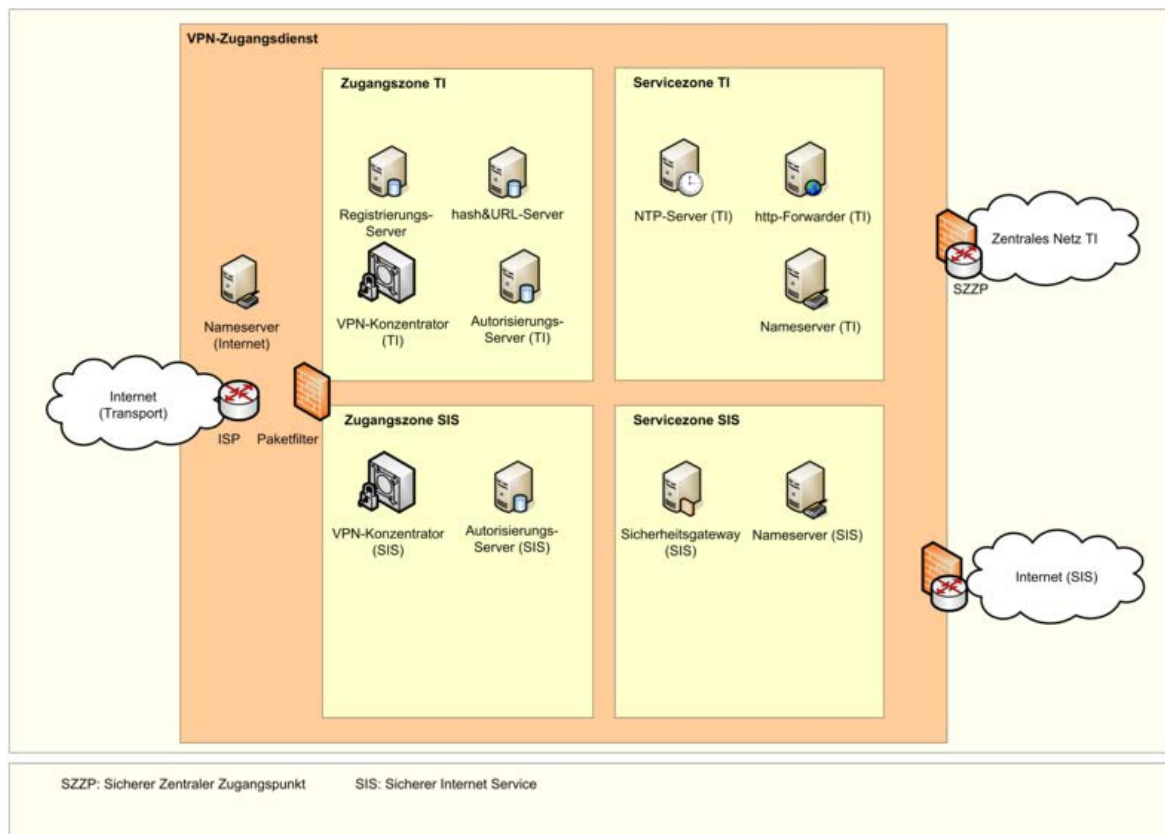 VPN-Zugangsdienst
Zugangszone TI
Registrierungs-
Server
hash&URL-Server
VPN-Konzentrator
(TI)
Autorisierungs-
Server (TI)
Servicezone TI
NTP-Server (TI)
http-Forwarder (TI)
Nameserver (TI)
Zentrales Netz TI
SZZP
Nameserver
(Internet)
Internet
(Transport)
ISP
Paketfilter
Zugangszone SIS
VPN-Konzentrator
(SIS)
Autorisierungs-
Server (SIS)
Servicezone SIS
Sicherheitsgateway
(SIS)
Nameserver (SIS)
Internet (SIS)
SZZP: Sicherer Zentraler Zugangspunkt
SIS: Sicherer Internet Service